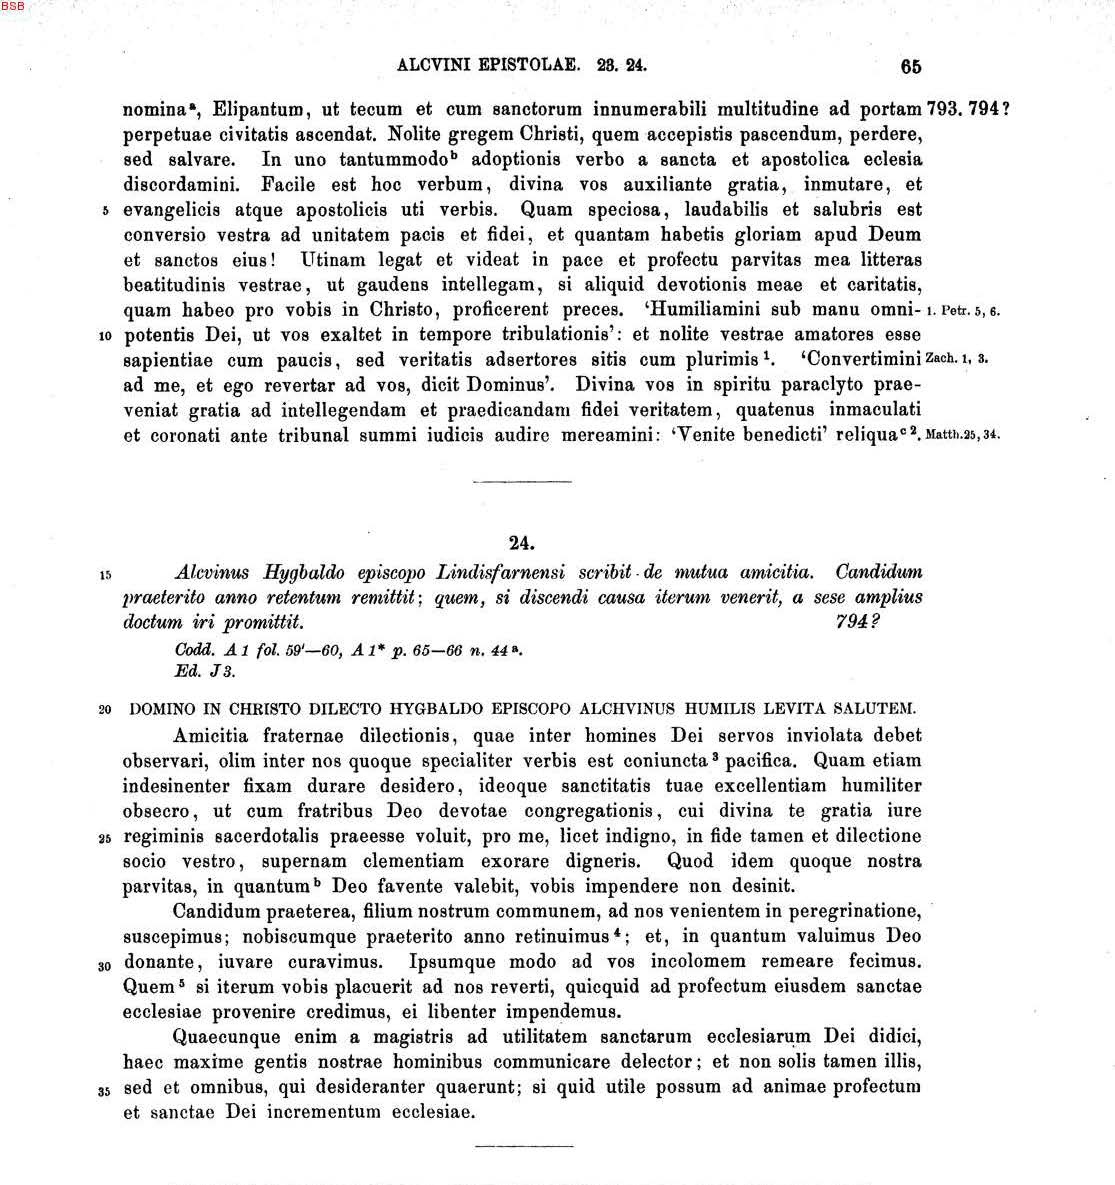 BSB
ALCVINI EPISTOLAE. 23. 24. 65
nominaᵃ, Elipantum, ut tecum et cum sanctorum innumerabili multitudine ad portam 793. 794?
perpetuae civitatis ascendat. Nolite gregem Christi, quem accepistis pascendum, perdere,
sed salvare. In uno tantummodoᵇ adoptionis verbo a sancta et apostolica eclesia
discordamini. Facile est hoc verbum, divina vos auxiliante gratia, inmutare, et
5 evangelicis atque apostolicis uti verbis. Quam speciosa, laudabilis et salubris est
conversio vestra ad unitatem pacis et fidei, et quantam habetis gloriam apud Deum
et sanctos eius! Utinam legat et videat in pace et profectu parvitas mea litteras
beatitudinis vestrae, ut gaudens intellegam, si aliquid devotionis meae et caritatis,
quam habeo pro vobis in Christo, proficerent preces. ‘Humiliamini sub manu omni- 1. Petr. 5, 6.
10 potentis Dei, ut vos exaltet in tempore tribulationis’: et nolite vestrae amatores esse
sapientiae cum paucis, sed veritatis adsertores sitis cum plurimis¹. ‘Convertimini Zach. 1, 3.
ad me, et ego revertar ad vos, dicit Dominus’. Divina vos in spiritu paraclyto prae-
veniat gratia ad intellegendam et praedicandam fidei veritatem, quatenus inmaculati
et coronati ante tribunal summi iudicis audire mereamini: ‘Venite benedicti’ reliquaᶜ ². Matth. 25, 34.
24.
15 Alcvinus Hygbaldo episcopo Lindisfarnensi scribit de mutua amicitia. Candidum
praeterito anno retentum remittit; quem, si discendi causa iterum venerit, a sese amplius
doctum iri promittit. 794?
Codd. A 1 fol. 59'—60, A 1* p. 65—66 n. 44ᵃ.
Ed. J 3.
20 DOMINO IN CHRISTO DILECTO HYGBALDO EPISCOPO ALCHVINUS HUMILIS LEVITA SALUTEM.
Amicitia fraternae dilectionis, quae inter homines Dei servos inviolata debet
observari, olim inter nos quoque specialiter verbis est coniuncta³ pacifica. Quam etiam
indesinenter fixam durare desidero, ideoque sanctitatis tuae excellentiam humiliter
obsecro, ut cum fratribus Deo devotae congregationis, cui divina te gratia iure
25 regiminis sacerdotalis praeesse voluit, pro me, licet indigno, in fide tamen et dilectione
socio vestro, supernam clementiam exorare digneris. Quod idem quoque nostra
parvitas, in quantumᵇ Deo favente valebit, vobis impendere non desinit.
Candidum praeterea, filium nostrum communem, ad nos venientem in peregrinatione,
suscepimus; nobiscumque praeterito anno retinuimus⁴; et, in quantum valuimus Deo
30 donante, iuvare curavimus. Ipsumque modo ad vos incolomem remeare fecimus.
Quem⁵ si iterum vobis placuerit ad nos reverti, quicquid ad profectum eiusdem sanctae
ecclesiae provenire credimus, ei libenter impendemus.
Quaecunque enim a magistris ad utilitatem sanctarum ecclesiarum Dei didici,
haec maxime gentis nostrae hominibus communicare delector; et non solis tamen illis,
35 sed et omnibus, qui desideranter quaerunt; si quid utile possum ad animae profectum
et sanctae Dei incrementum ecclesiae.